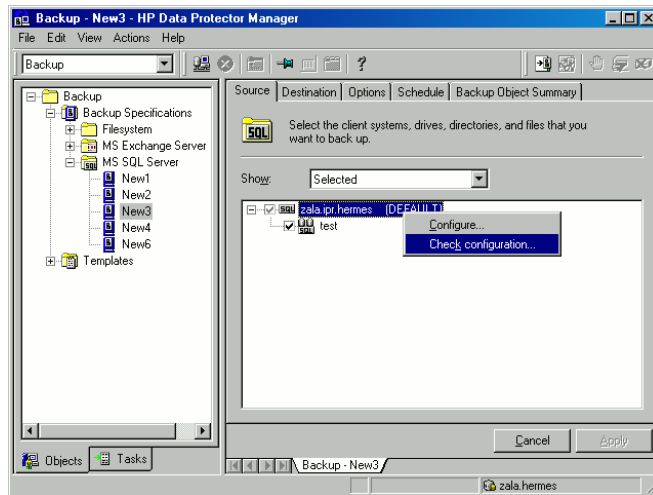 Backup - New3 - HP Data Protector Manager
File Edit View Actions Help
Backup
?
Backup
Backup Specifications
Filesystem
MS Exchange Server
MS SQL Server
New1
New2
New3
New4
New6
Templates
Objects
Tasks
Source
Destination
Options
Schedule
Backup Object Summary
SQL
Select the client systems, drives, directories, and files that you
want to back up.
Show:
Selected
SQL
zala.ipr.hermes (DEFAULT)
SQL
test
Configure...
Check configuration...
Cancel
Apply
Backup - New3
zala.hermes